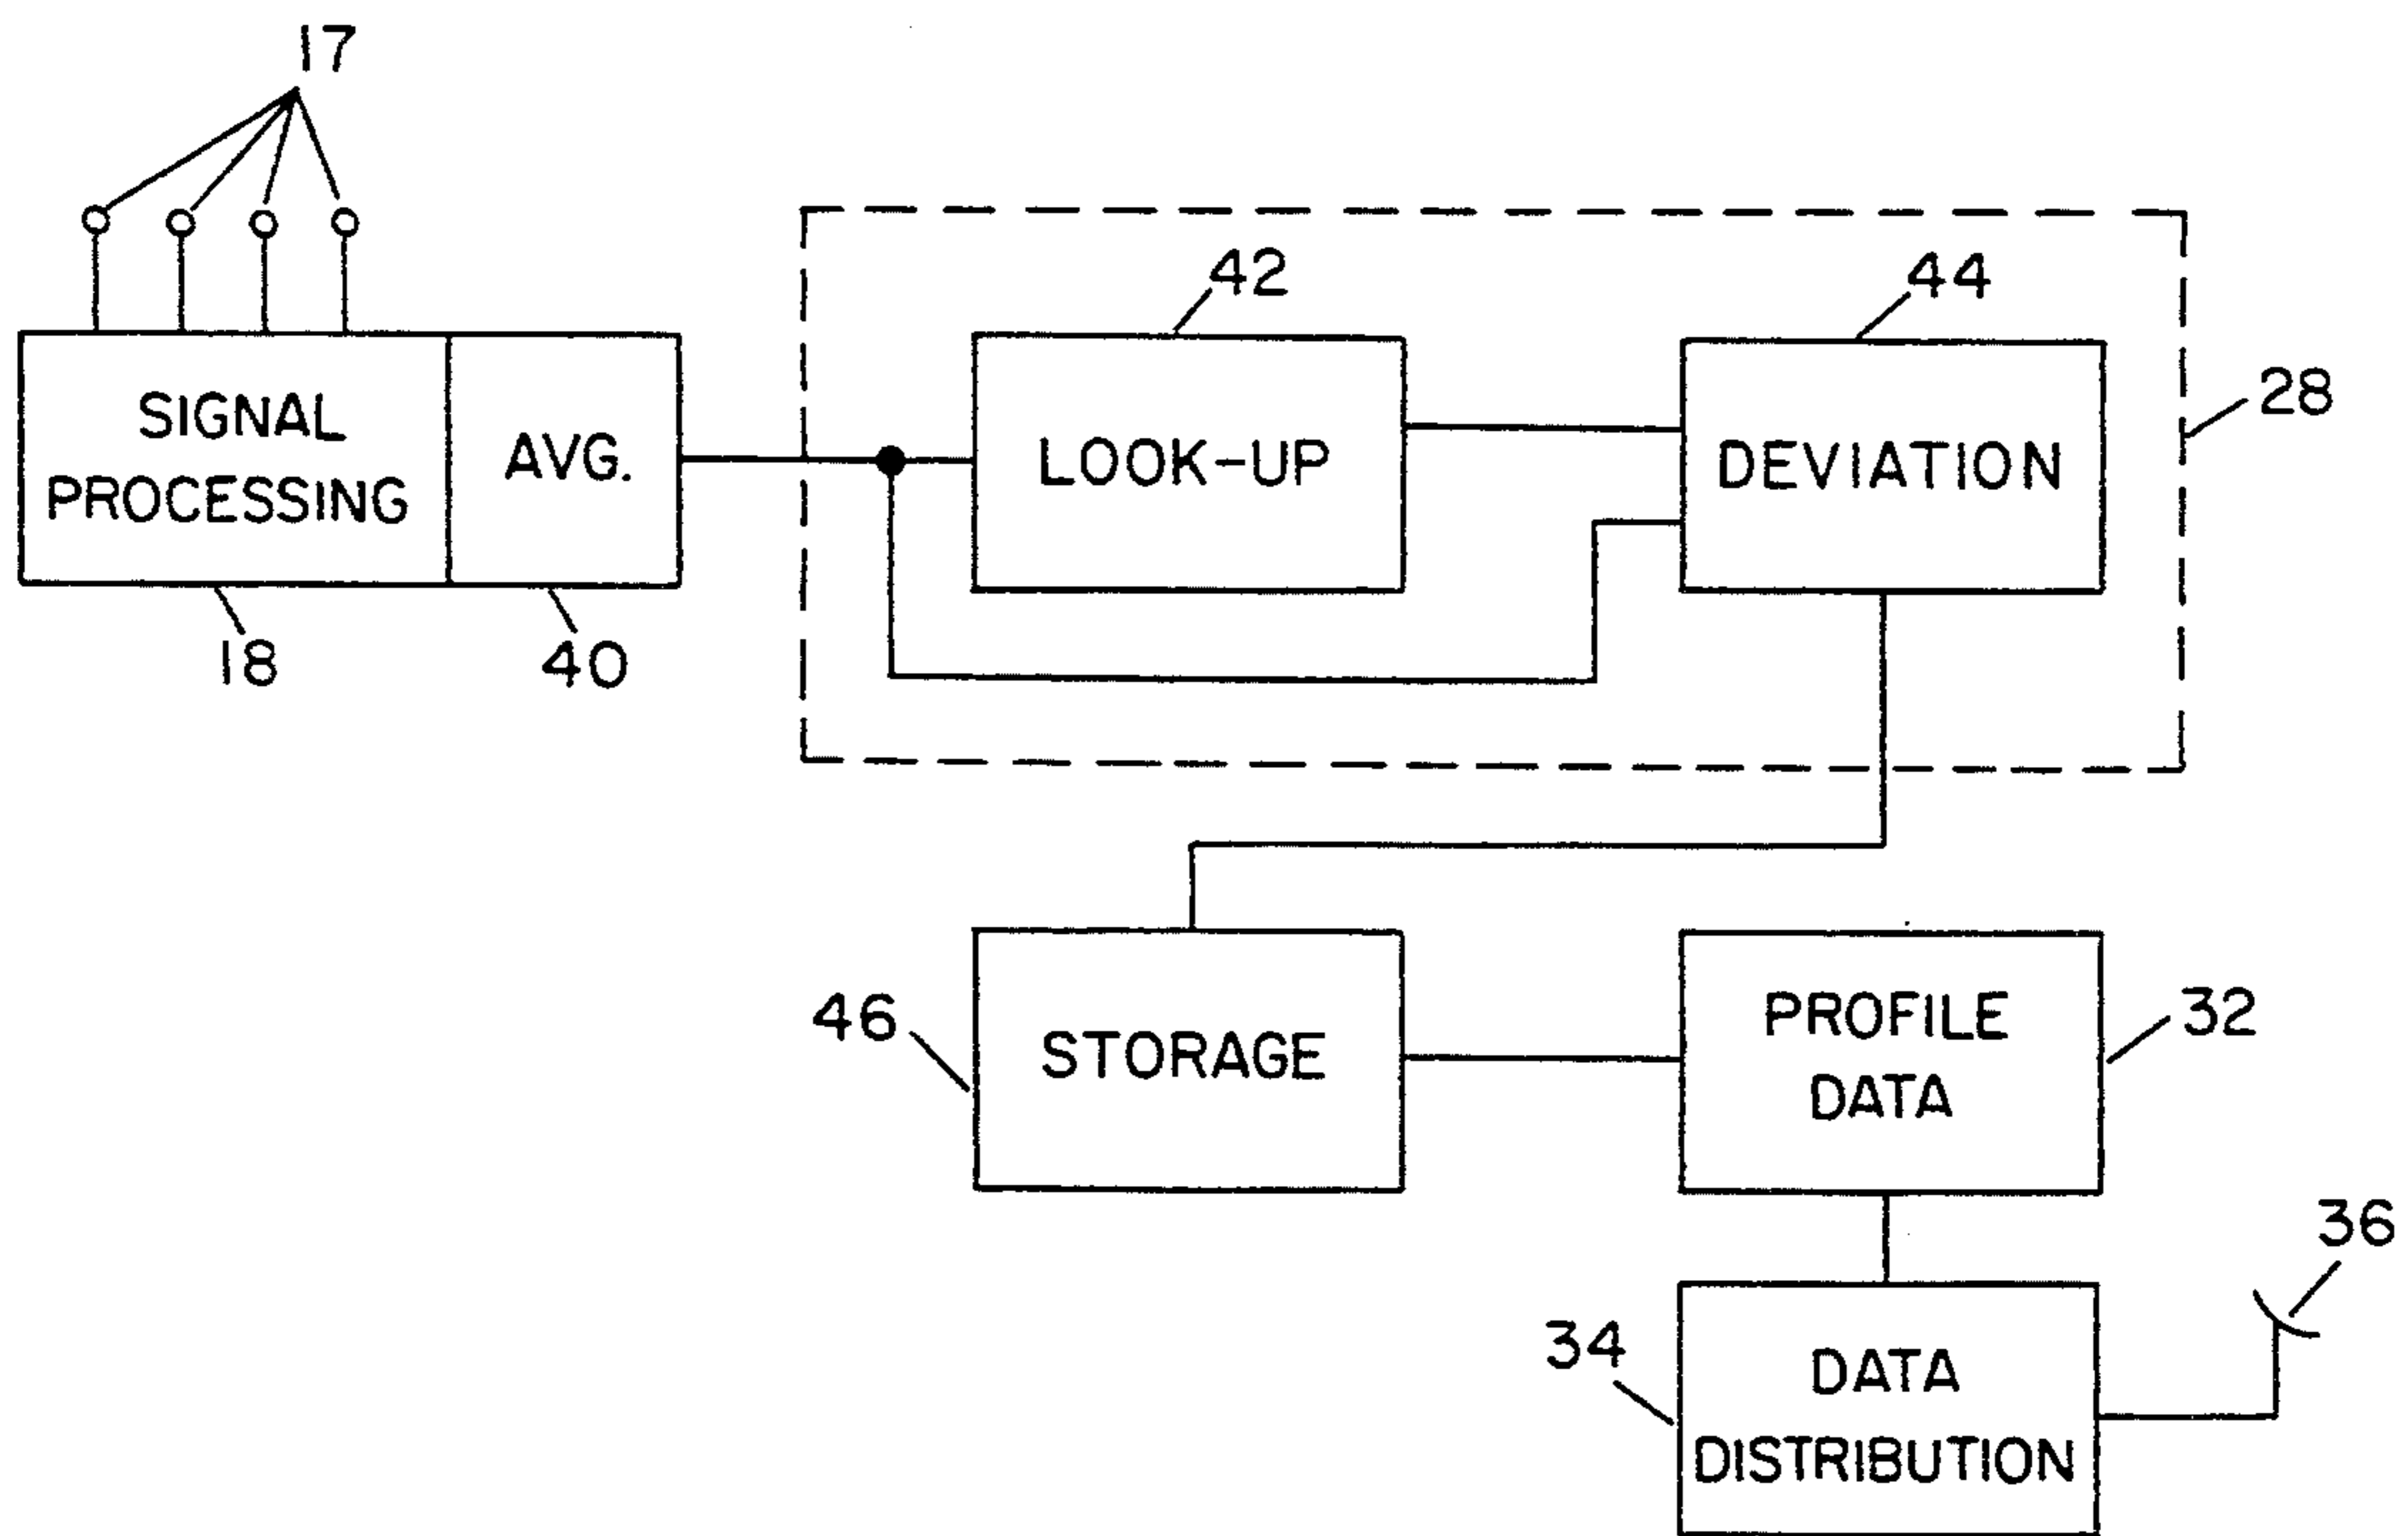 17
42
44
28
SIGNAL
PROCESSING
AVG.
LOOK-UP
DEVIATION
18
40
46
STORAGE
PROFILE
DATA
32
36
34
DATA
DISTRIBUTION